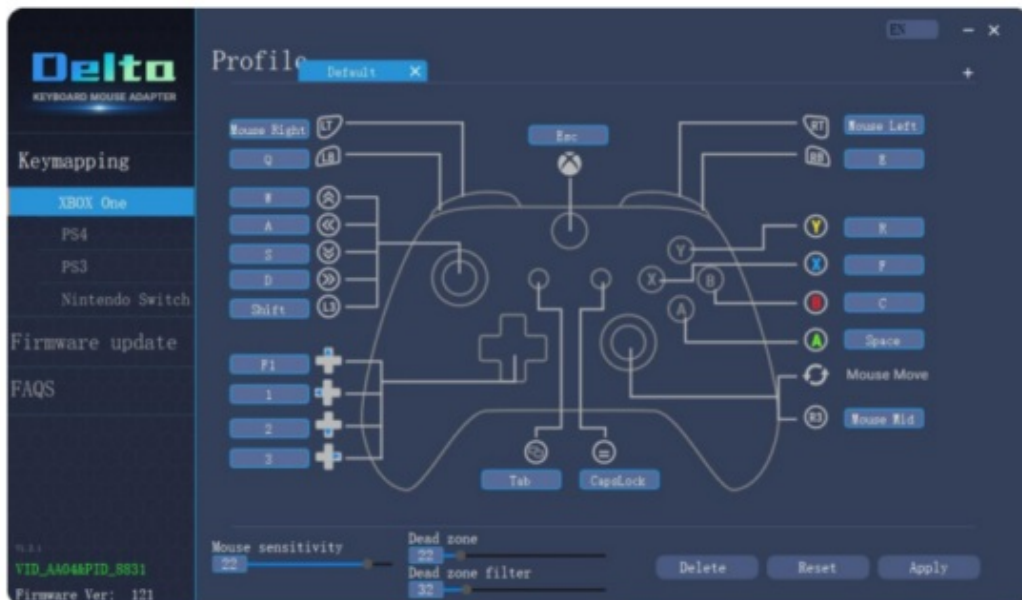 EN
Delta
KEYBOARD MOUSE ADAPTER
Profile
Default
Keymapping
XBOX One
PS4
PS3
Nintendo Switch
Firmware update
FAQS
Mouse Right
LT
Q
LB
W
A
S
D
Shift
L3
F1
1
2
3
Esc
RT
Mouse Left
RB
E
Y
R
X
F
B
C
A
Space
Mouse Move
R3
Mouse Mid
Y
X
B
A
Tab
CapsLock
Mouse sensitivity
22
Dead zone
22
Dead zone filter
32
Delete
Reset
Apply
VID_AA04&PID_8831
Firmware Ver: 121